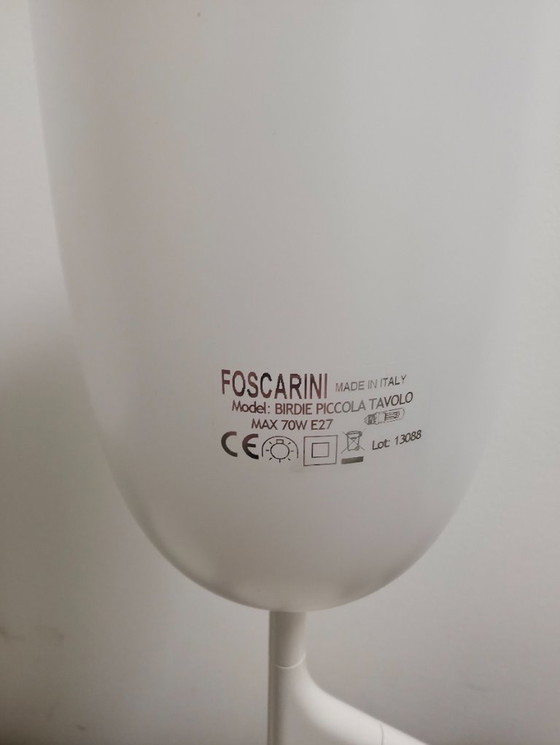 FOSCARINI MADE IN ITALY
Model: BIRDIE PICCOLA TAVOLO
MAX 70W E27
CE Lot: 13088